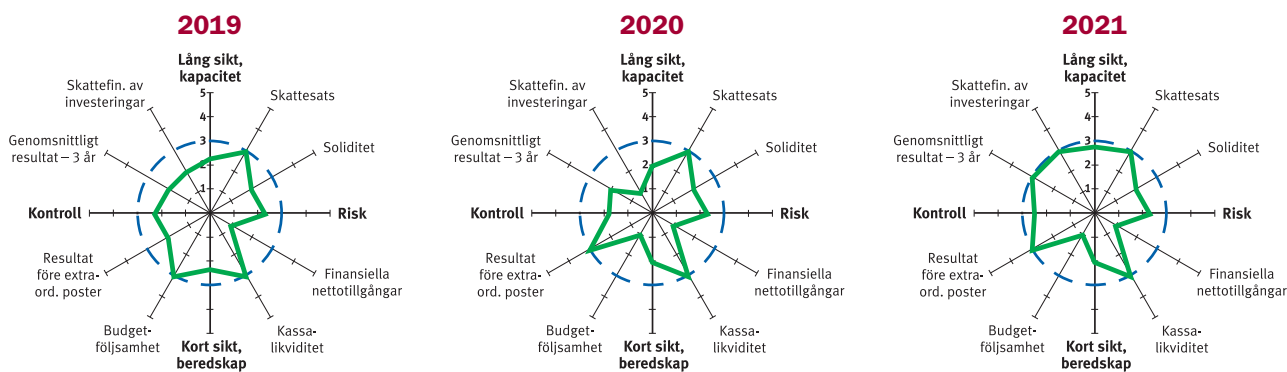 2019
Lång sikt,
kapacitet
Skattefin. av
investeringar
Skattesats
Genomsnittligt
resultat – 3 år
Soliditet
5
4
3
2
1
Kontroll
Risk
Resultat
före extra-
ord. poster
Finansiella
nettotillgångar
Budget-
följsamhet
Kassa-
likviditet
Kort sikt,
beredskap
2020
Lång sikt,
kapacitet
Skattefin. av
investeringar
Skattesats
Genomsnittligt
resultat – 3 år
Soliditet
5
4
3
2
1
Kontroll
Risk
Resultat
före extra-
ord. poster
Finansiella
nettotillgångar
Budget-
följsamhet
Kassa-
likviditet
Kort sikt,
beredskap
2021
Lång sikt,
kapacitet
Skattefin. av
investeringar
Skattesats
Genomsnittligt
resultat – 3 år
Soliditet
5
4
3
2
1
Kontroll
Risk
Resultat
före extra-
ord. poster
Finansiella
nettotillgångar
Budget-
följsamhet
Kassa-
likviditet
Kort sikt,
beredskap